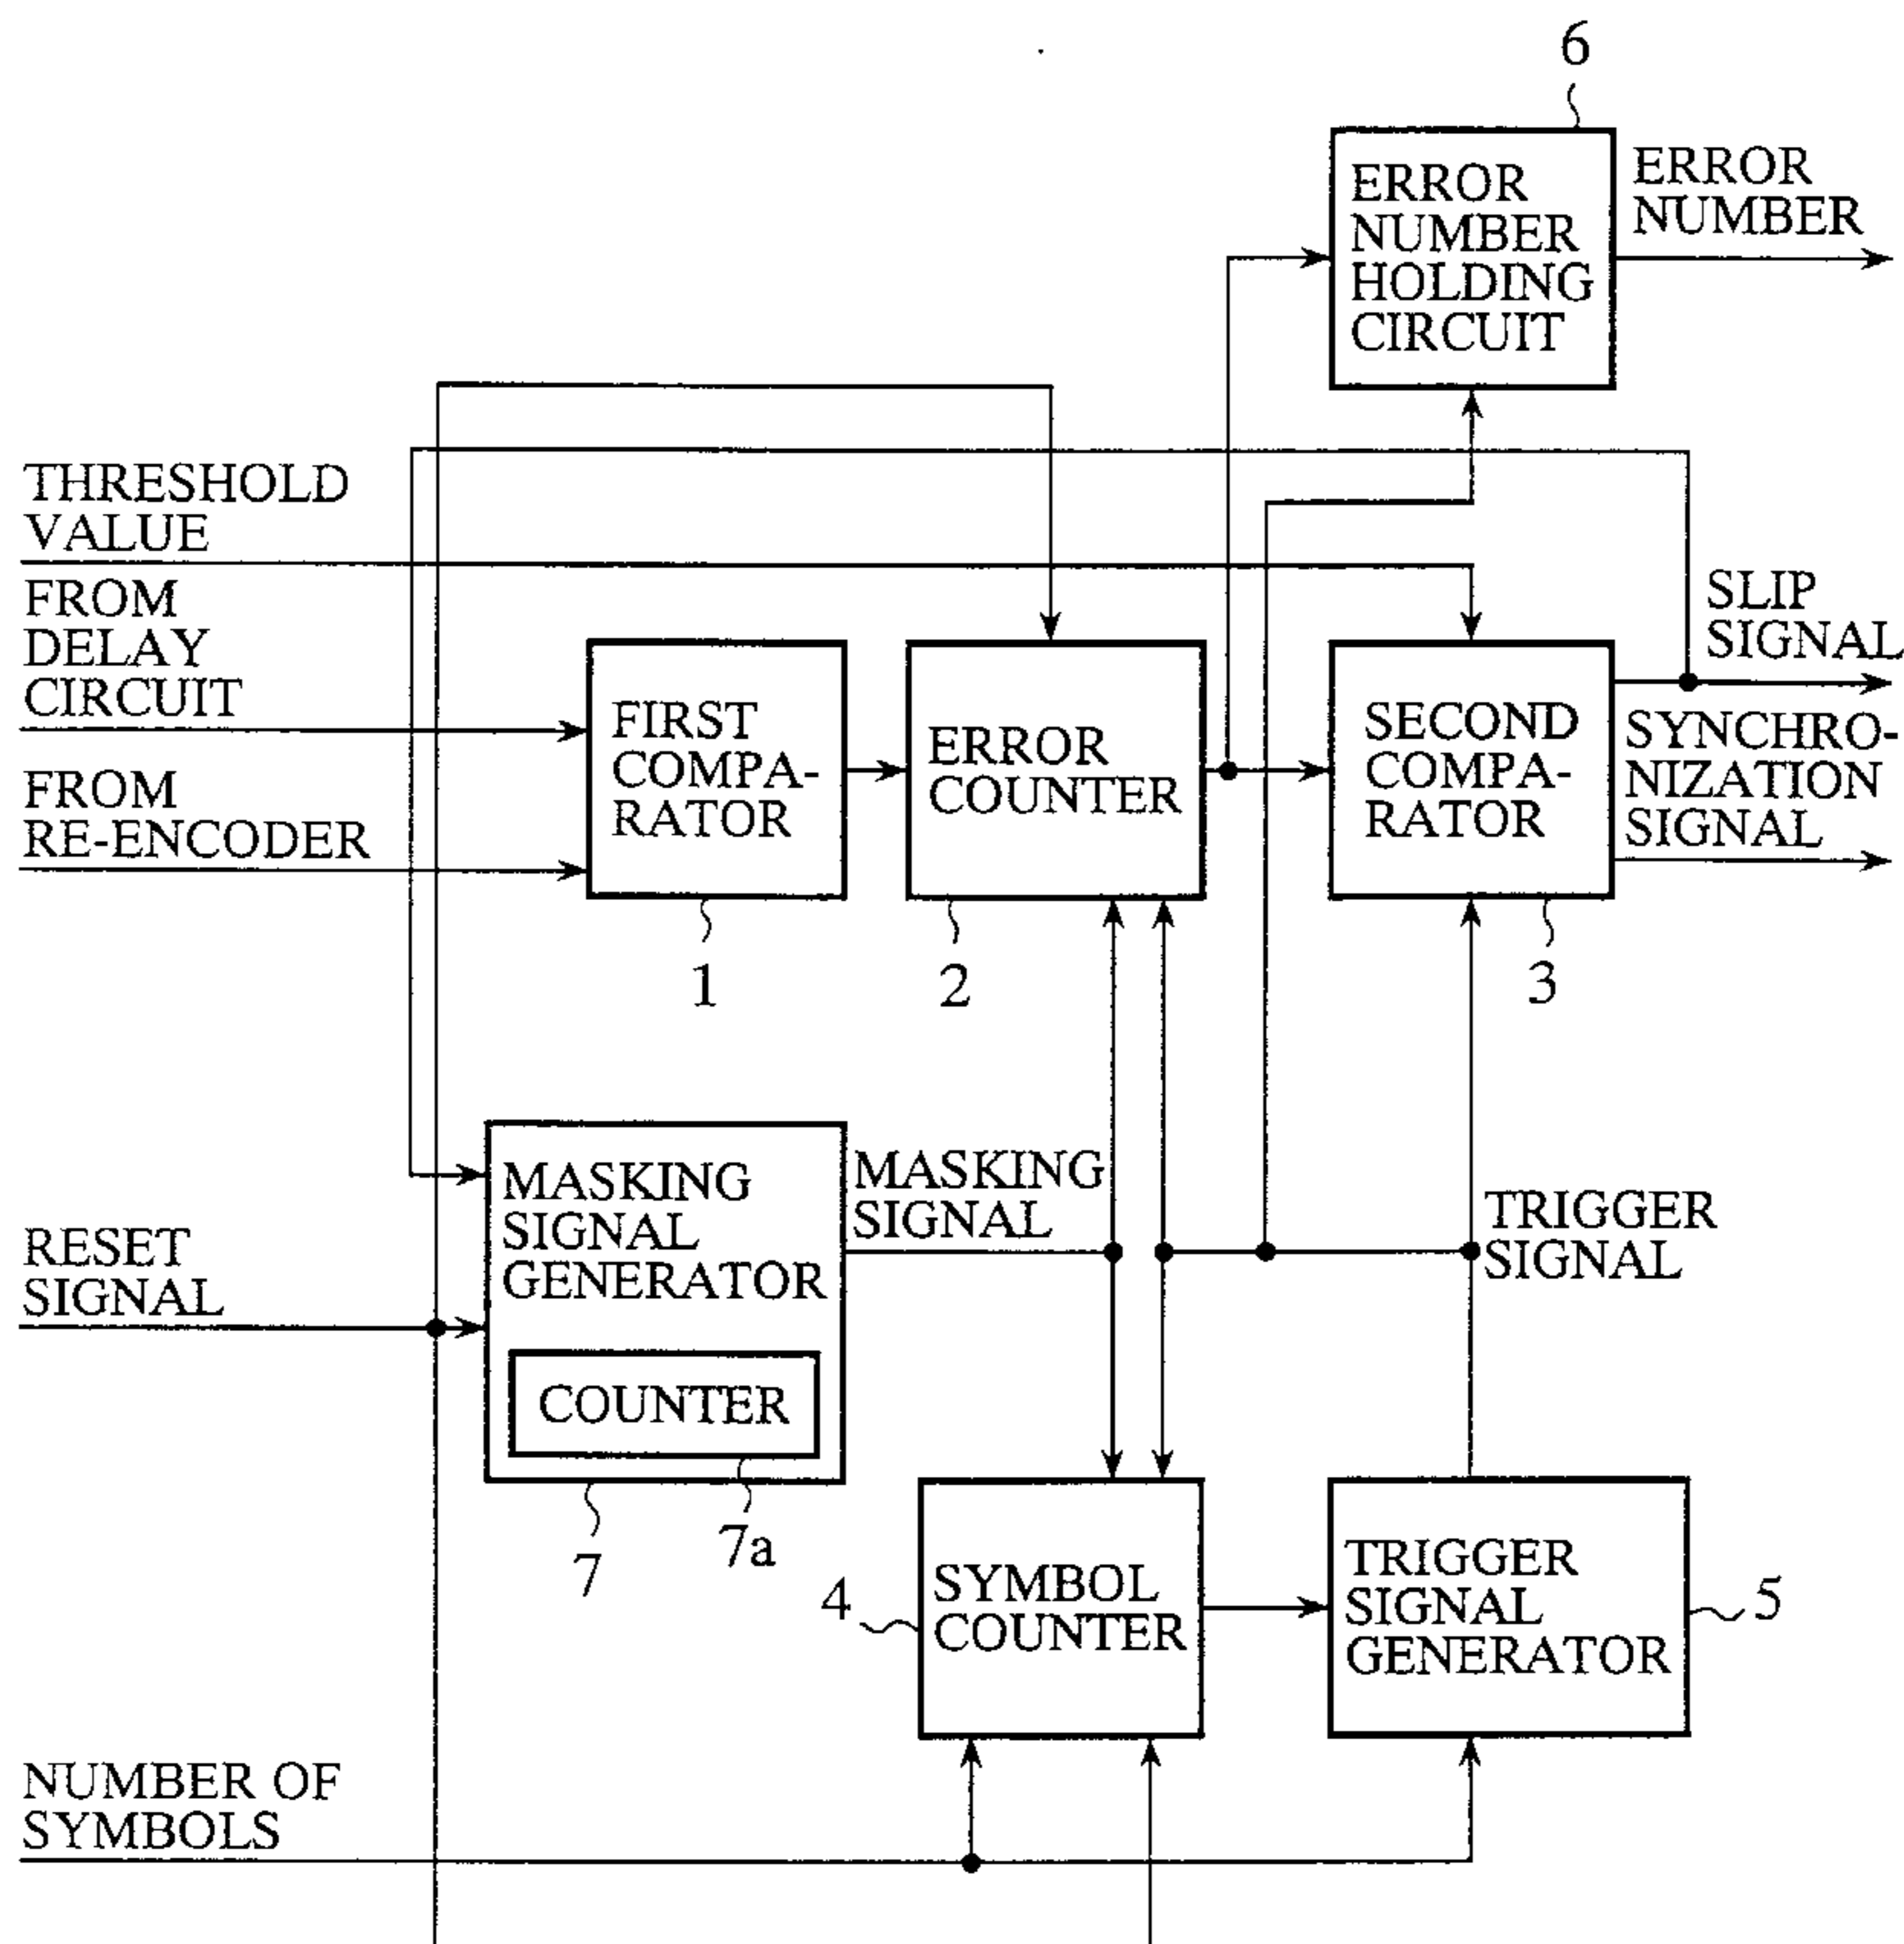 6
ERROR
NUMBER
HOLDING
CIRCUIT
ERROR
NUMBER
THRESHOLD
VALUE
FROM
DELAY
CIRCUIT
FROM
RE-ENCODER
FIRST
COMPA-
RATOR
1
ERROR
COUNTER
2
SECOND
COMPA-
RATOR
3
SLIP
SIGNAL
SYNCHRO-
NIZATION
SIGNAL
RESET
SIGNAL
MASKING
SIGNAL
GENERATOR
COUNTER
7
7a
MASKING
SIGNAL
TRIGGER
SIGNAL
4
SYMBOL
COUNTER
TRIGGER
SIGNAL
GENERATOR
5
NUMBER OF
SYMBOLS